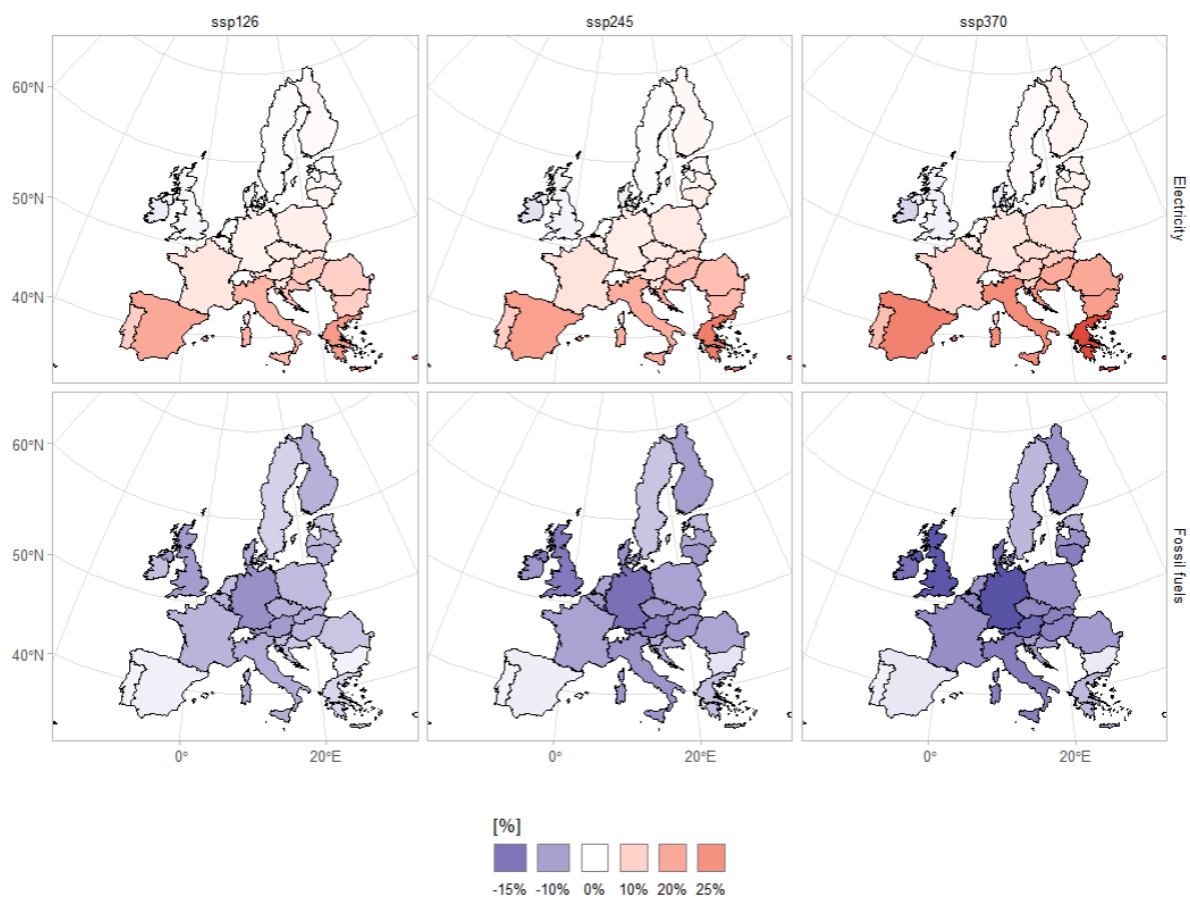 ssp126 ssp245 ssp370
60°N
50°N
40°N
Electricity
60°N
50°N
40°N
Fossil fuels
0° 20°E 0° 20°E 0° 20°E
[%]
-15% -10% 0% 10% 20% 25%